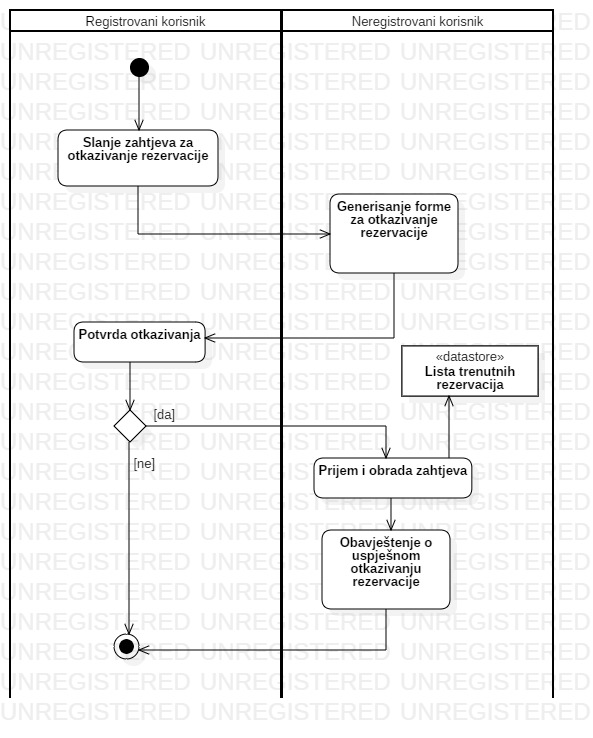 Registrovani korisnik
Neregistrovani korisnik
Slanje zahtjeva za
otkazivanje rezervacije
Generisanje forme
za otkazivanje
rezervacije
Potvrda otkazivanja
«datastore»
Lista trenutnih
rezervacija
[da]
[ne]
Prijem i obrada zahtjeva
Obavještenje o
uspješnom
otkazivanju
rezervacije
UNREGISTERED UNREGISTERED UNREGISTERED